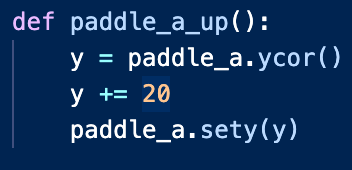 def paddle_a_up():
    y = paddle_a.ycor()
    y += 20
    paddle_a.sety(y)